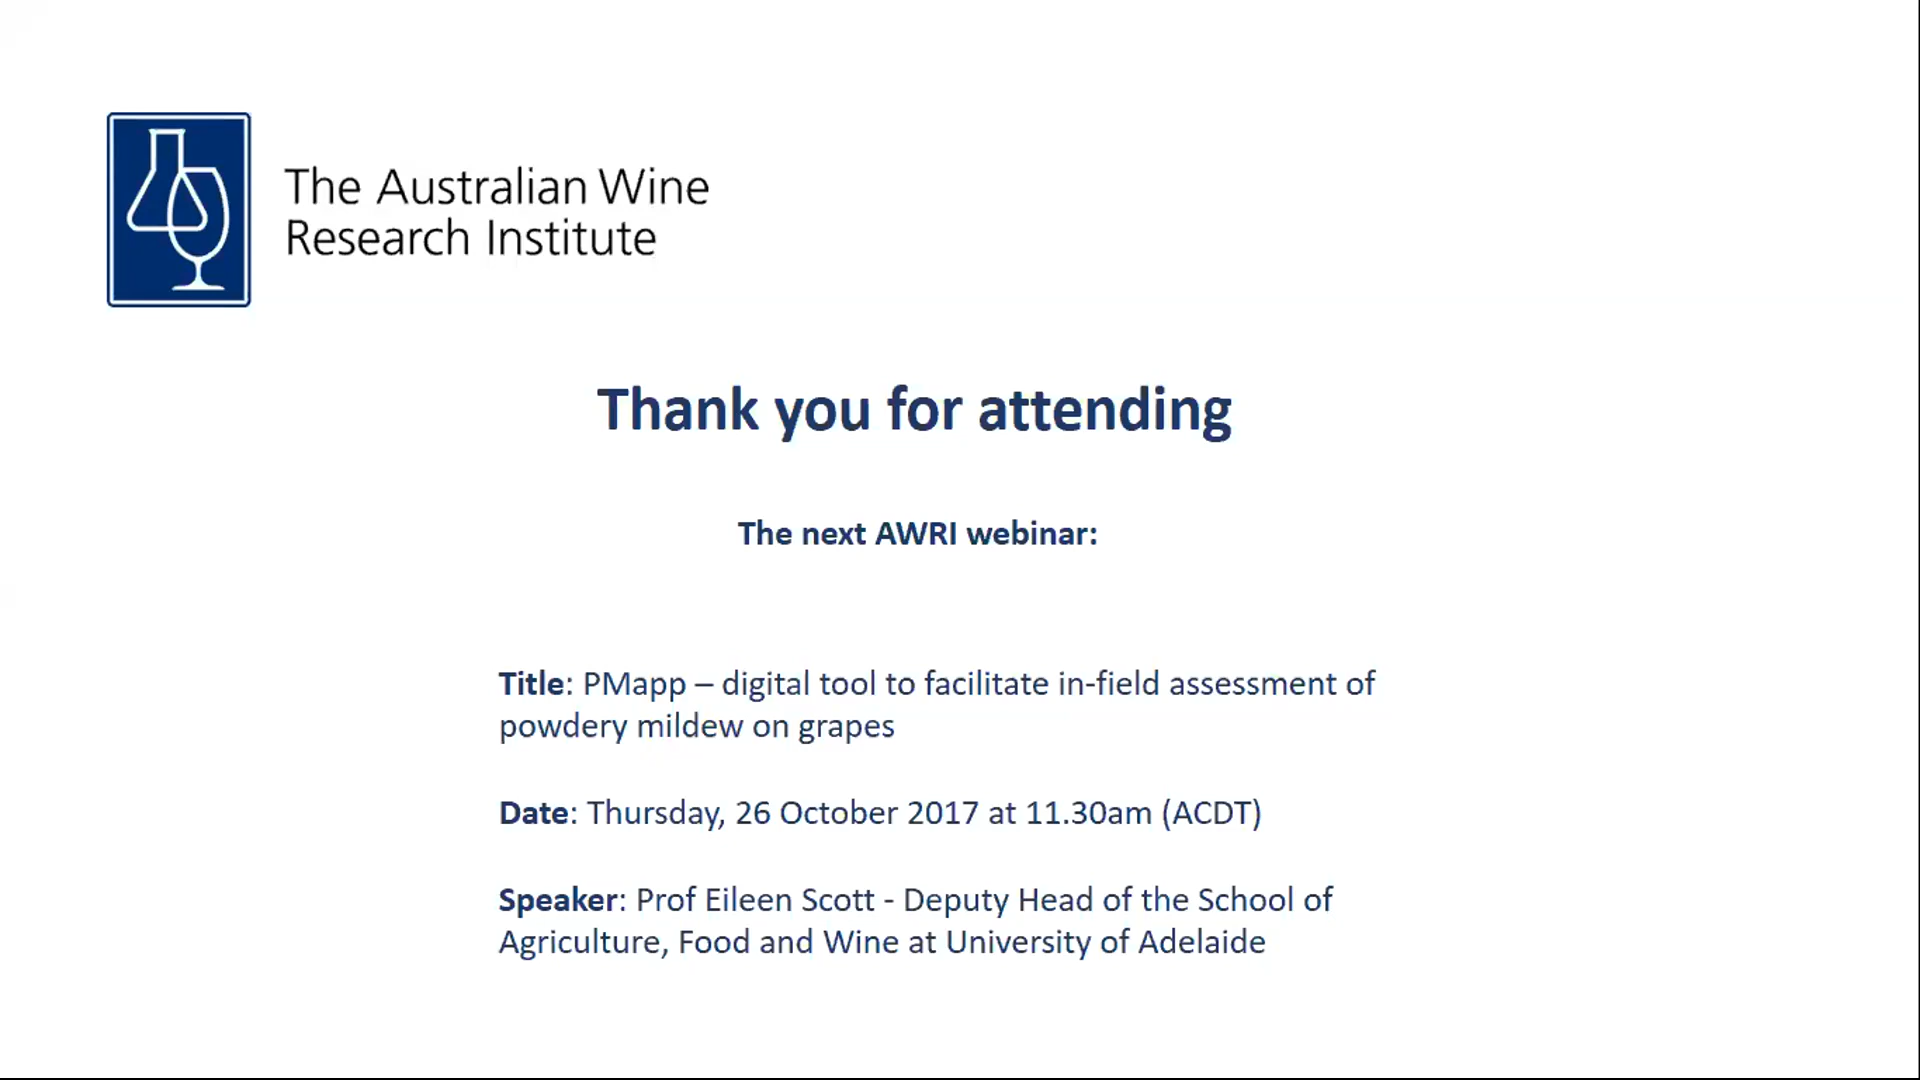 The Australian Wine
Research Institute
Thank you for attending
The next AWRI webinar:
Title: PMapp – digital tool to facilitate in-field assessment of
powdery mildew on grapes
Date: Thursday, 26 October 2017 at 11.30am (ACDT)
Speaker: Prof Eileen Scott - Deputy Head of the School of
Agriculture, Food and Wine at University of Adelaide